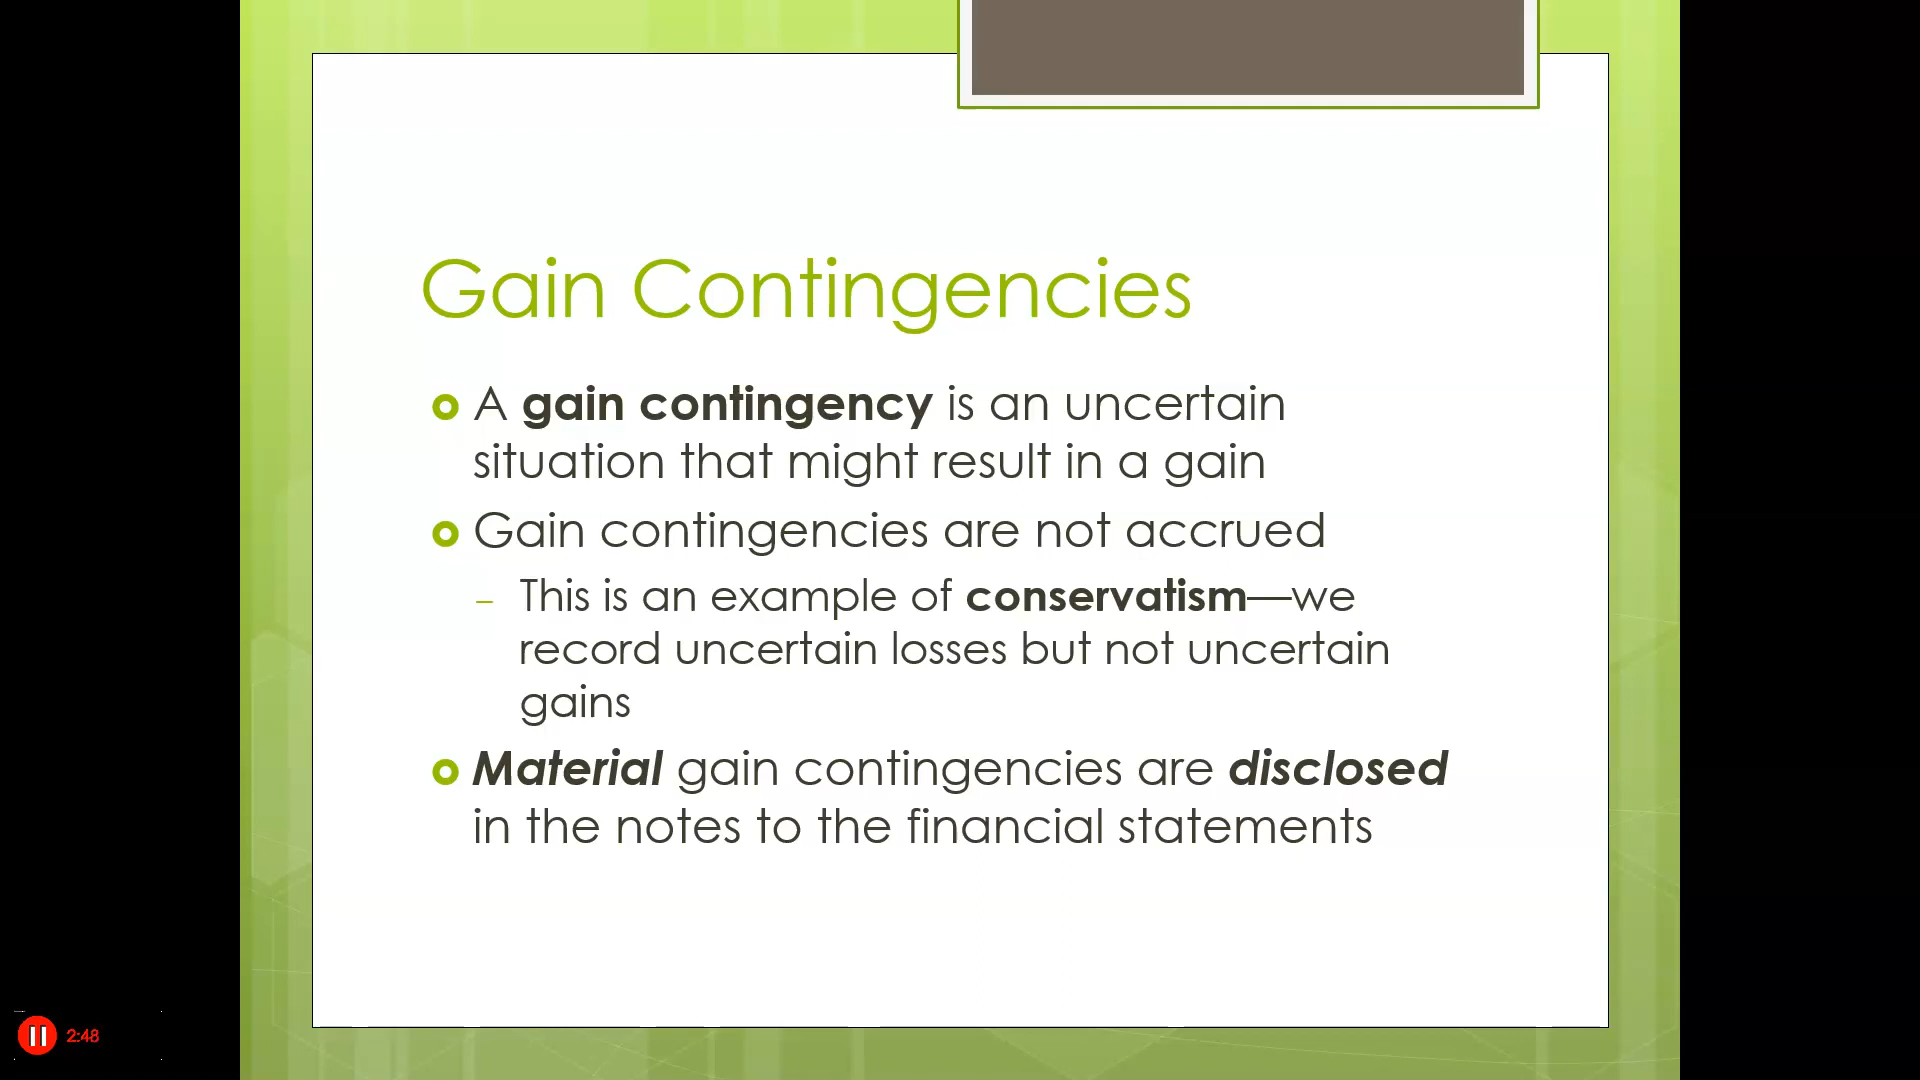 Gain Contingencies
A gain contingency is an uncertain
situation that might result in a gain
Gain contingencies are not accrued
– This is an example of conservatism—we
record uncertain losses but not uncertain
gains
Material gain contingencies are disclosed
in the notes to the financial statements
2:48